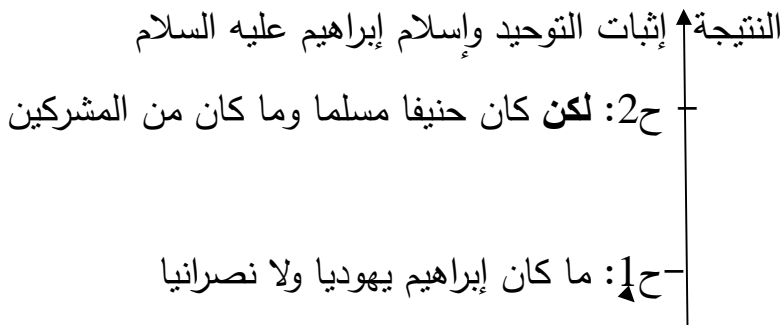 النتيجة إثبات التوحيد وإسلام إبراهيم عليه السلام
ح2: لكن كان حنيفا مسلما وما كان من المشركين
ح1: ما كان إبراهيم يهوديا ولا نصرانيا